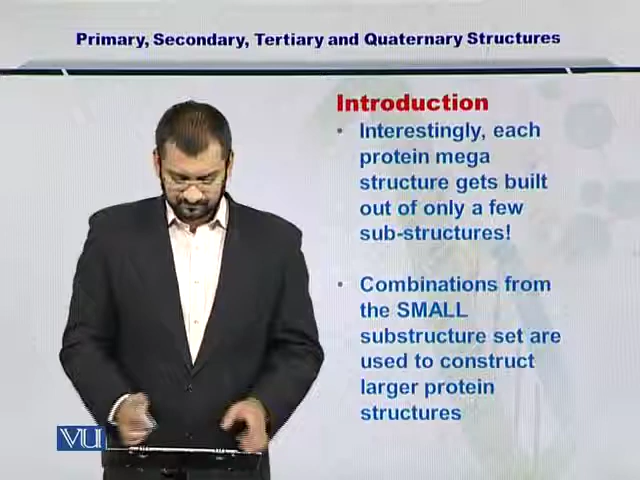 Primary, Secondary, Tertiary and Quaternary Structures
Introduction
• Interestingly, each
protein mega
structure gets built
out of only a few
sub-structures!
• Combinations from
the SMALL
substructure set are
used to construct
larger protein
structures
VU